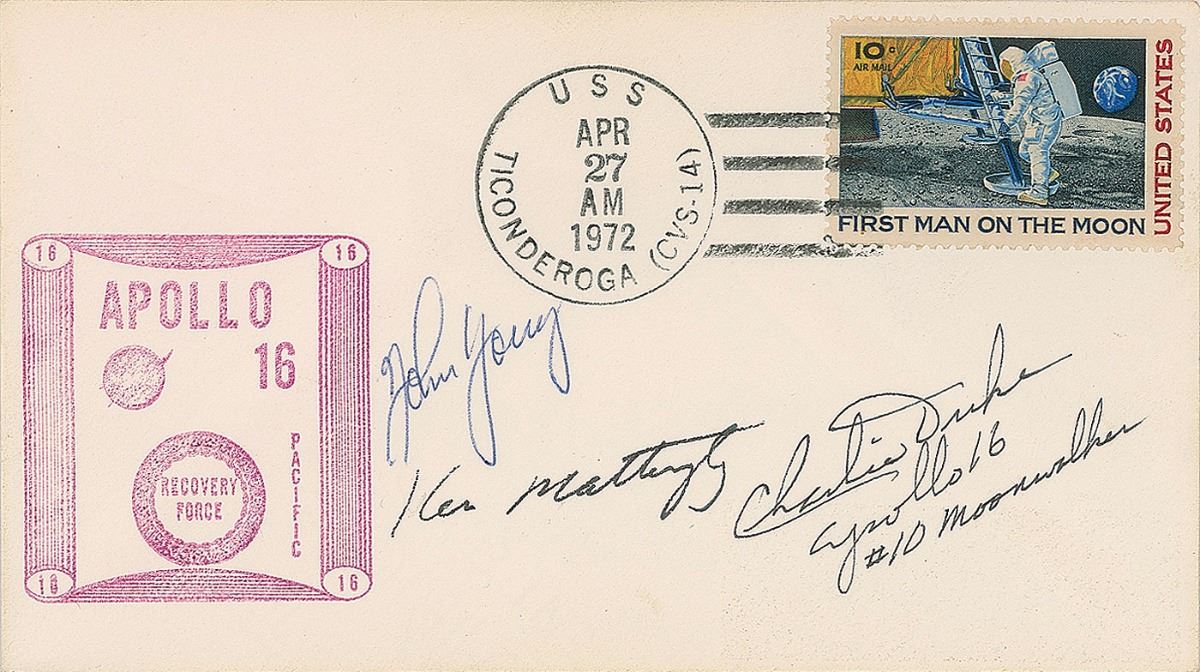 USS
APR
27
AM
1972
TICONDEROGA (CVS-14)
10c
AIR MAIL
FIRST MAN ON THE MOON
UNITED STATES
16
16
APOLLO
16
RECOVERY
FORCE
PACIFIC
16
16
John Young
Ken Mattingly
Charlie Duke
Apollo 16
#10 Moonwalker